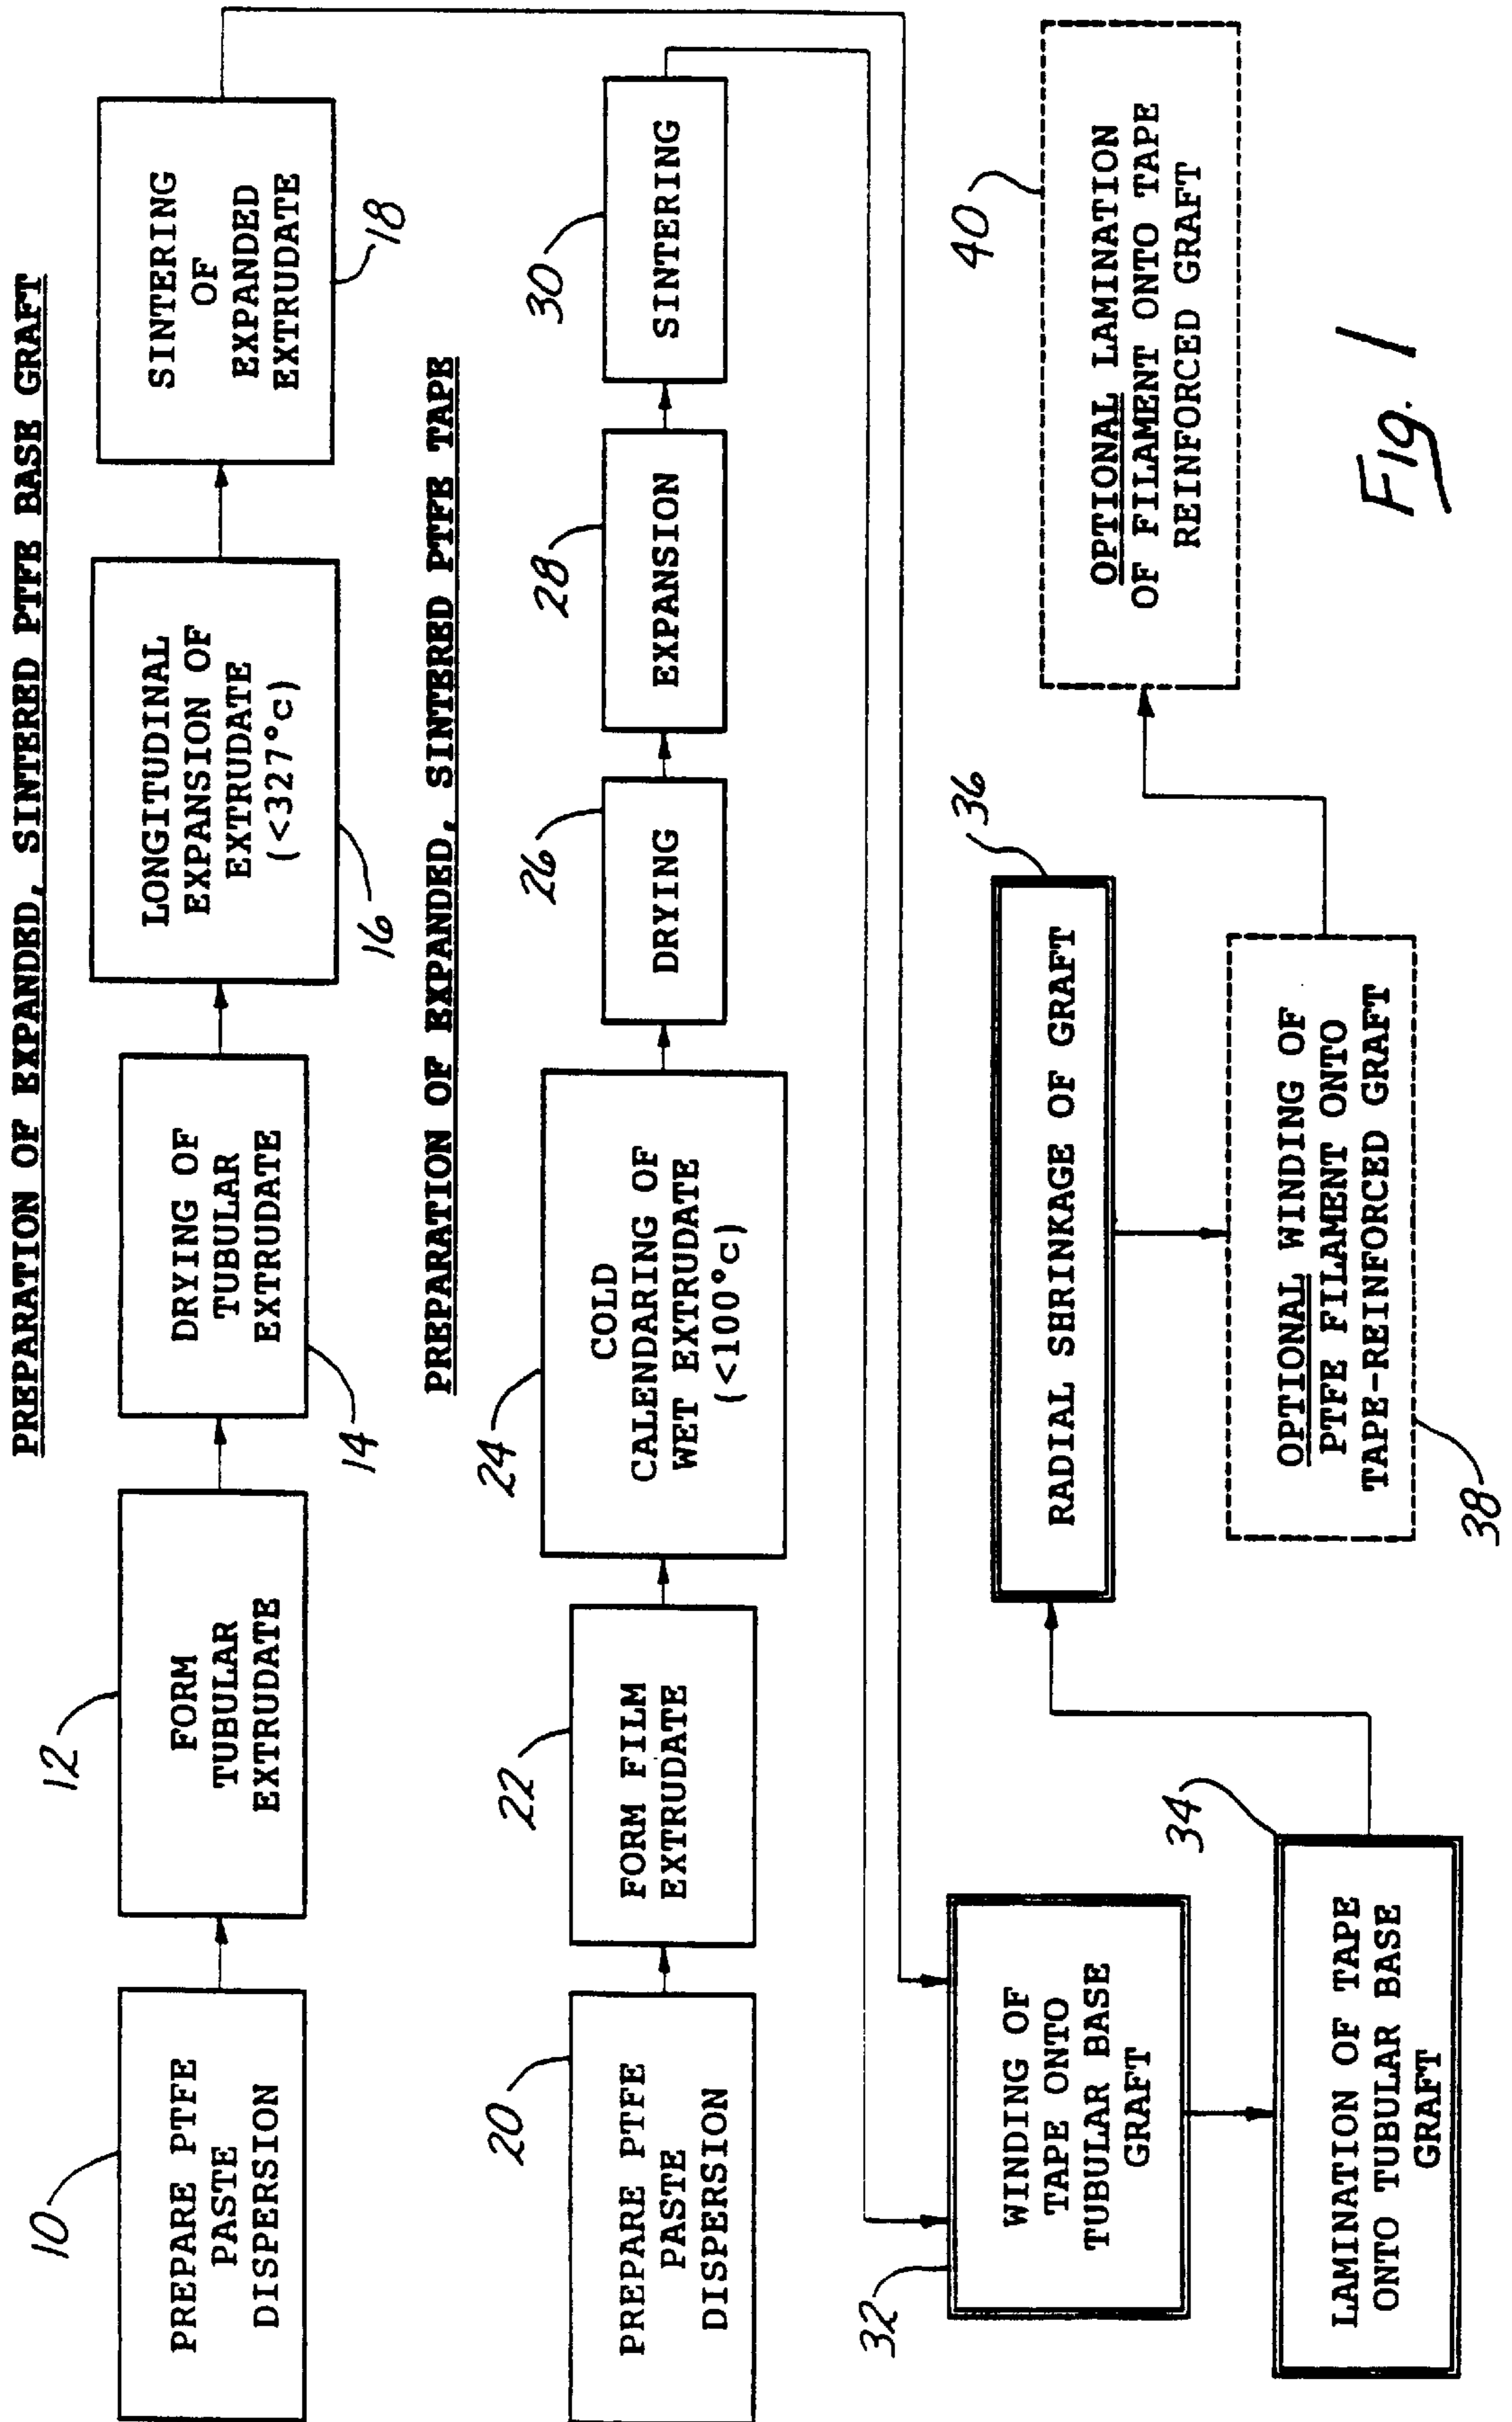 PREPARATION OF EXPANDED, SINTERED PTFE BASE GRAFT
10
PREPARE PTFE
PASTE
DISPERSION
12
FORM
TUBULAR
EXTRUDATE
DRYING OF
TUBULAR
EXTRUDATE
14
LONGITUDINAL
EXPANSION OF
EXTRUDATE
(<327°c)
16
SINTERING
OF
EXPANDED
EXTRUDATE
18
PREPARATION OF EXPANDED, SINTERED PTFE TAPE
20
PREPARE PTFE
PASTE
DISPERSION
22
FORM FILM
EXTRUDATE
24
COLD
CALENDARING OF
WET EXTRUDATE
(<100°c)
26
DRYING
28
EXPANSION
30
SINTERING
32
WINDING OF
TAPE ONTO
TUBULAR BASE
GRAFT
34
LAMINATION OF TAPE
ONTO TUBULAR BASE
GRAFT
36
RADIAL SHRINKAGE OF GRAFT
OPTIONAL WINDING OF
PTFE FILAMENT ONTO
TAPE-REINFORCED GRAFT
38
40
OPTIONAL LAMINATION
OF FILAMENT ONTO TAPE
REINFORCED GRAFT
Fig. 1